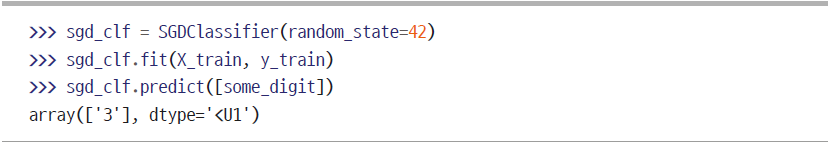 >>> sgd_clf = SGDClassifier(random_state=42)
>>> sgd_clf.fit(X_train, y_train)
>>> sgd_clf.predict([some_digit])
array(['3'], dtype='<U1')